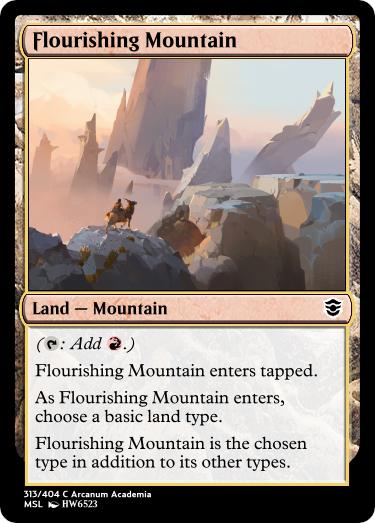 Flourishing Mountain
Land — Mountain
(T: Add R.)
Flourishing Mountain enters tapped.
As Flourishing Mountain enters,
choose a basic land type.
Flourishing Mountain is the chosen
type in addition to its other types.
313/404 C Arcanum Academia
MSL HW6523